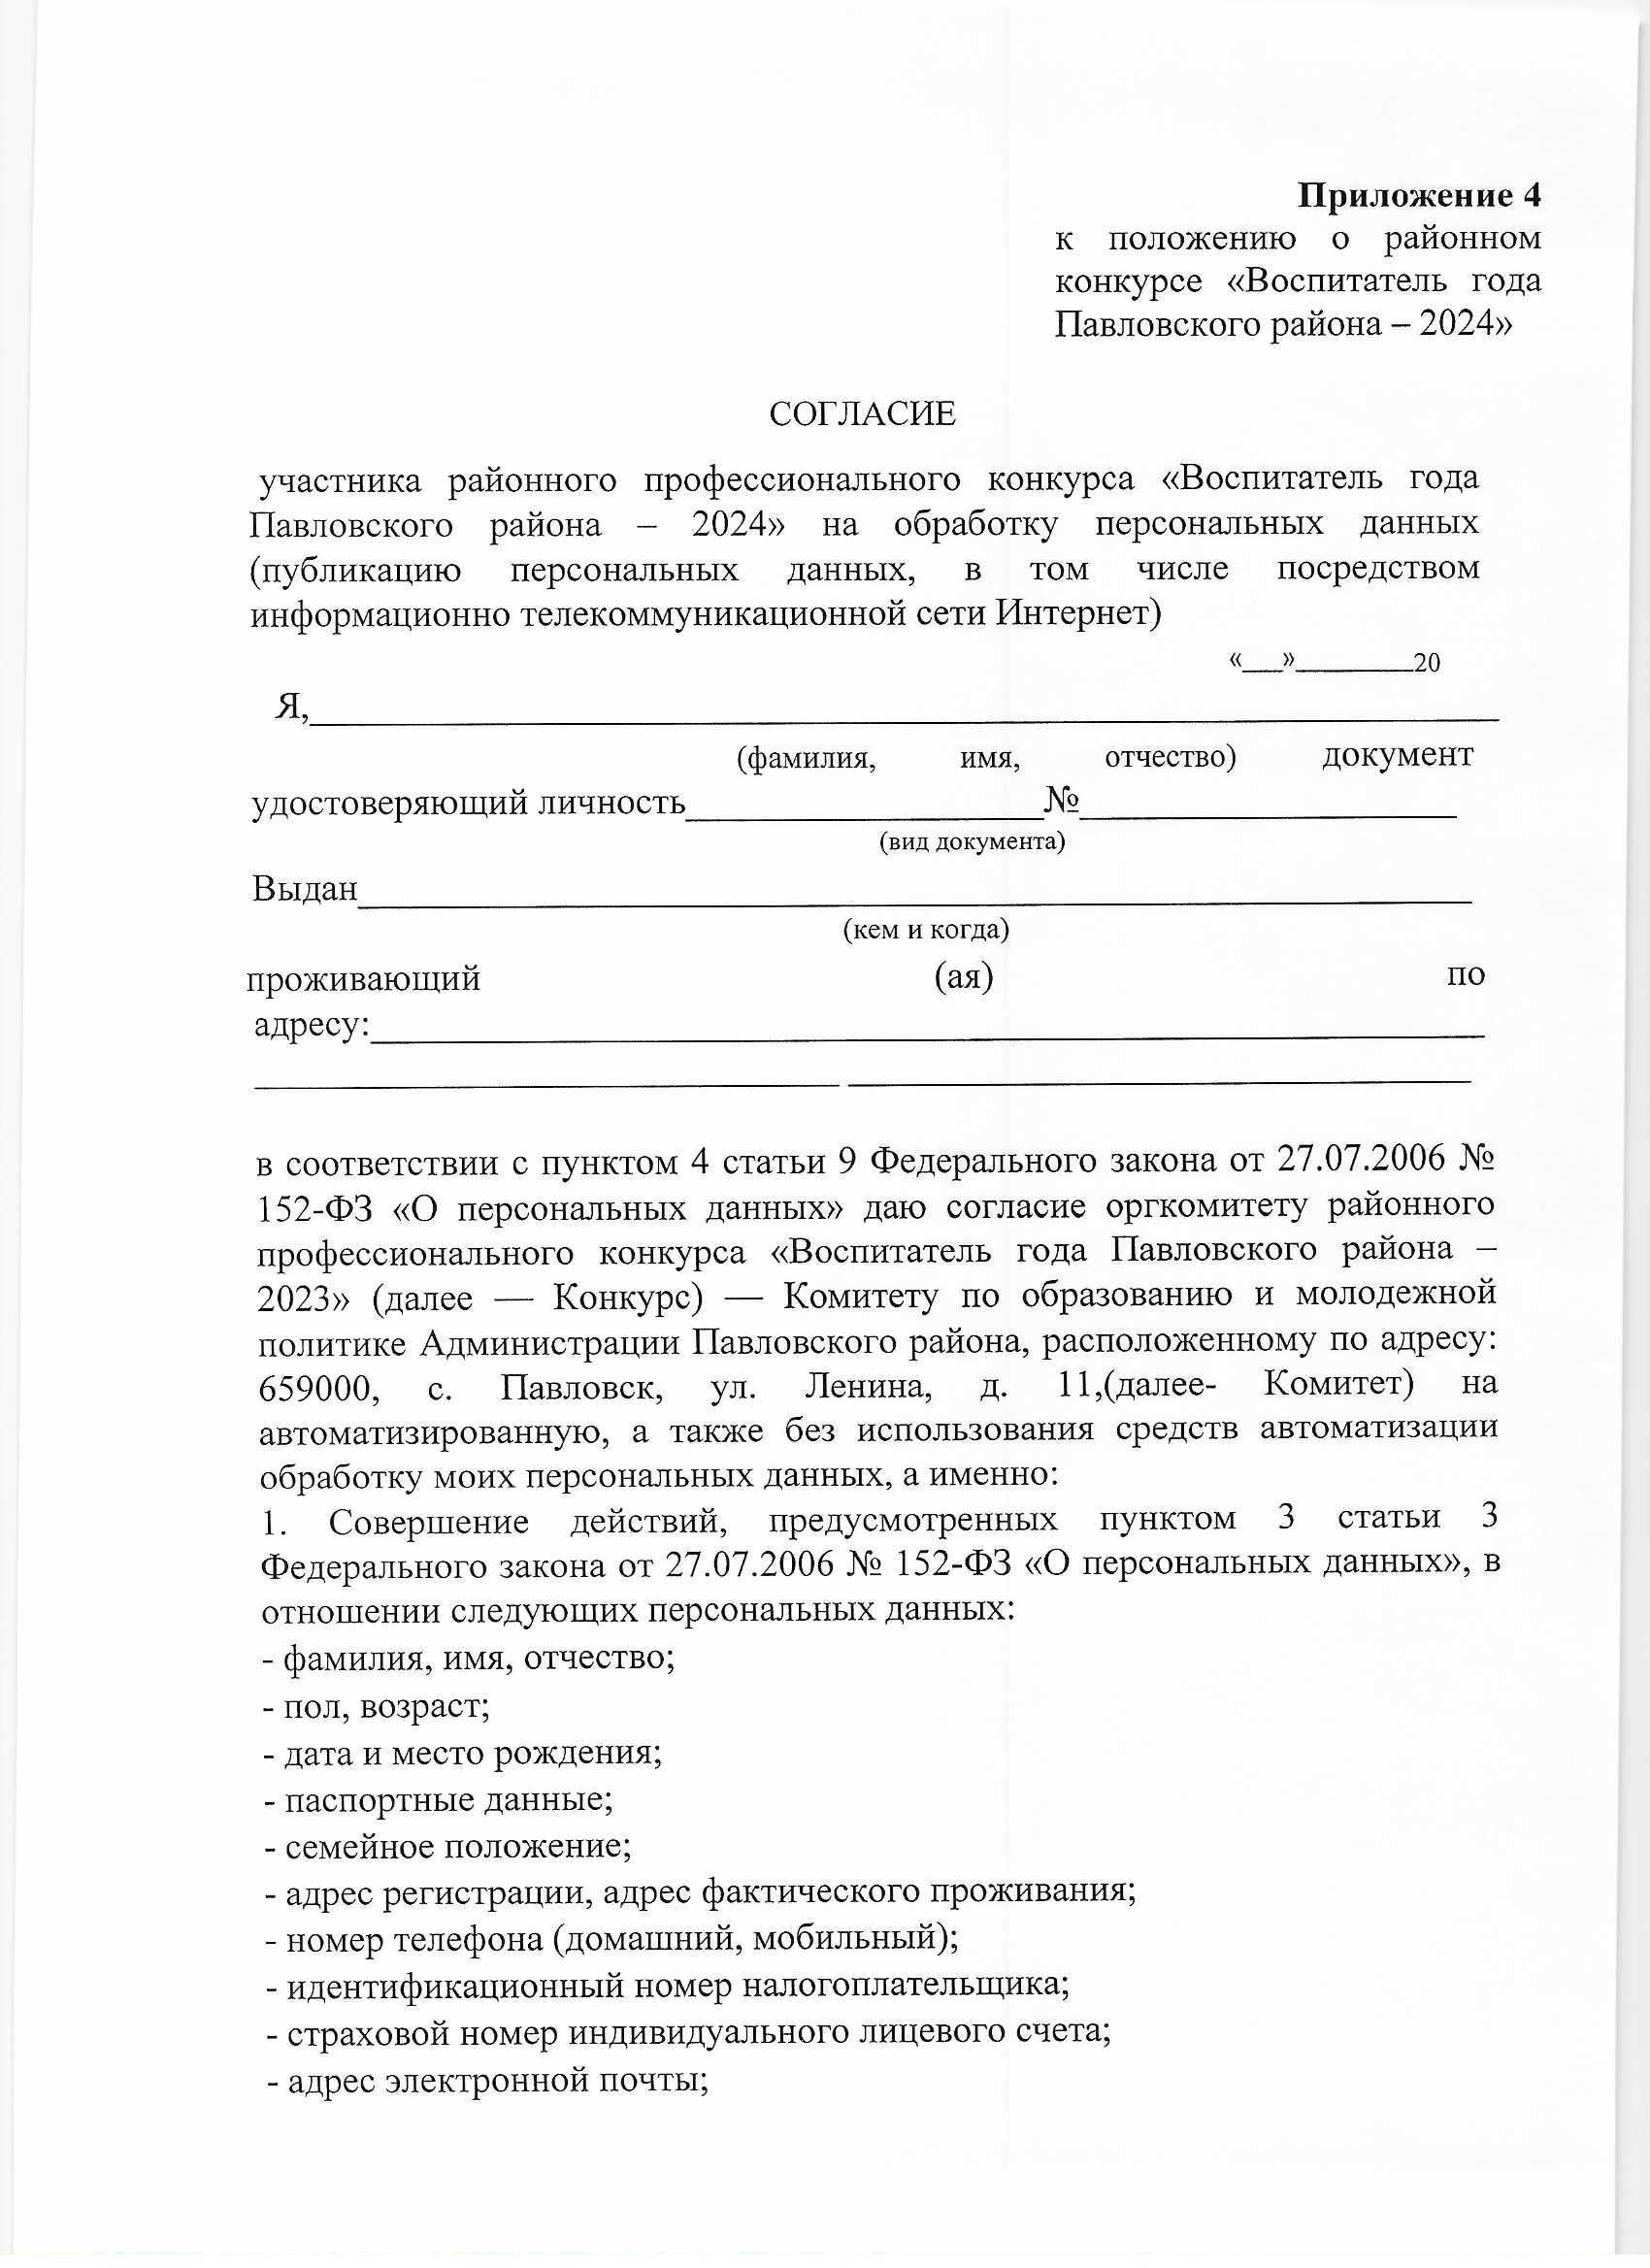 Приложение 4
к положению о районном
конкурсе «Воспитатель года
Павловского района – 2024»
СОГЛАСИЕ
участника районного профессионального конкурса «Воспитатель года
Павловского района – 2024» на обработку персональных данных
(публикацию персональных данных, в том числе посредством
информационно телекоммуникационной сети Интернет)
«___»_________20
Я,______________________________
(фамилия, имя, отчество) документ
удостоверяющий личность__________________№__________________
(вид документа)
Выдан______________________________
(кем и когда)
проживающий (ая) по
адресу:______________________________
______________________________ ______________________________
в соответствии с пунктом 4 статьи 9 Федерального закона от 27.07.2006 №
152-ФЗ «О персональных данных» даю согласие оргкомитету районного
профессионального конкурса «Воспитатель года Павловского района –
2023» (далее — Конкурс) — Комитету по образованию и молодежной
политике Администрации Павловского района, расположенному по адресу:
659000, с. Павловск, ул. Ленина, д. 11,(далее- Комитет) на
автоматизированную, а также без использования средств автоматизации
обработку моих персональных данных, а именно:
1. Совершение действий, предусмотренных пунктом 3 статьи 3
Федерального закона от 27.07.2006 № 152-ФЗ «О персональных данных», в
отношении следующих персональных данных:
- фамилия, имя, отчество;
- пол, возраст;
- дата и место рождения;
- паспортные данные;
- семейное положение;
- адрес регистрации, адрес фактического проживания;
- номер телефона (домашний, мобильный);
- идентификационный номер налогоплательщика;
- страховой номер индивидуального лицевого счета;
- адрес электронной почты;